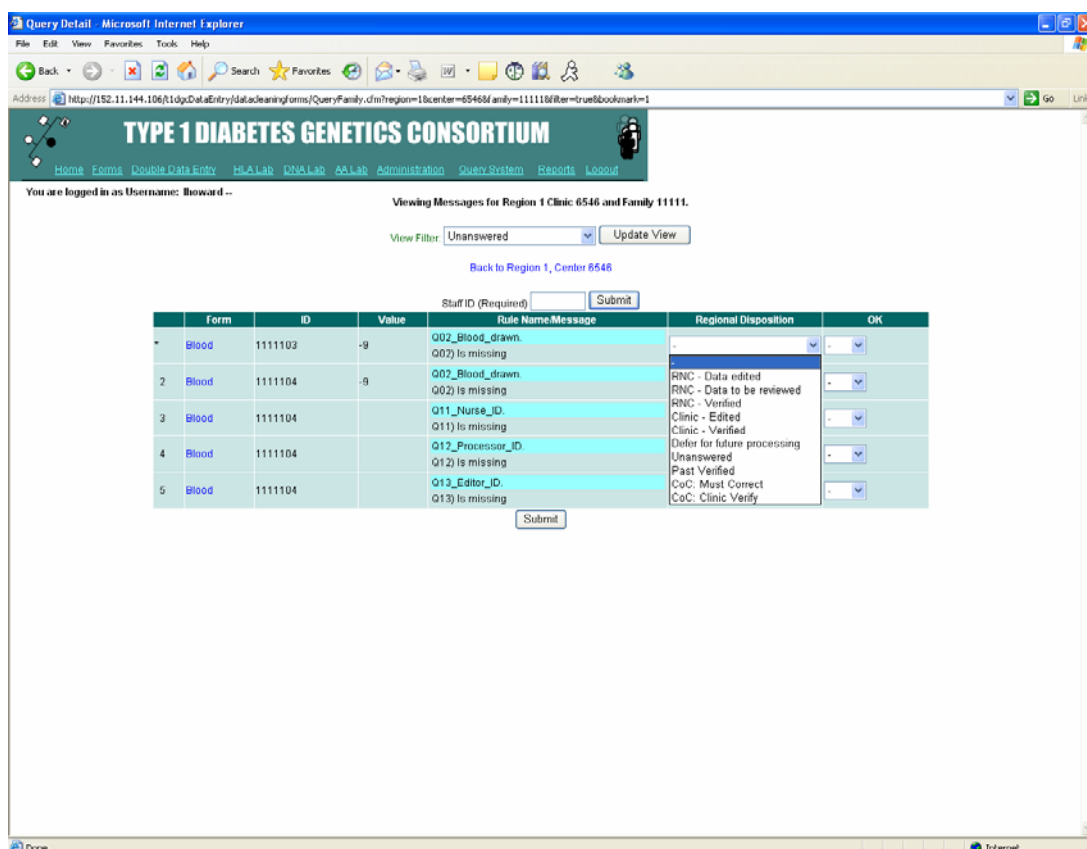 Query Detail - Microsoft Internet Explorer
File Edit View Favorites Tools Help
Back Search Favorites
Address http://152.11.144.106/t1dgcDataEntry/datacleaningforms/QueryFamily.cfm?region=1&center=6546&family=11111&filter=true&bookmark=1 Go
TYPE 1 DIABETES GENETICS CONSORTIUM
Home Forms Double Data Entry HLA Lab DNA Lab AA Lab Administration Query System Reports Logout
You are logged in as Username: lhoward --
Viewing Messages for Region 1 Clinic 6546 and Family 11111.
View Filter: Unanswered Update View
Back to Region 1, Center 6546
Staff ID (Required) Submit
Form ID Value Rule Name/Message Regional Disposition OK
* Blood 1111103 -9 Q02_Blood_drawn. - -
Q02) Is missing
2 Blood 1111104 -9 Q02_Blood_drawn. -
Q02) Is missing
3 Blood 1111104 Q11_Nurse_ID. -
Q11) Is missing
4 Blood 1111104 Q12_Processor_ID. -
Q12) Is missing
5 Blood 1111104 Q13_Editor_ID. -
Q13) Is missing
-
RNC - Data edited
RNC - Data to be reviewed
RNC - Verified
Clinic - Edited
Clinic - Verified
Defer for future processing
Unanswered
Past Verified
CoC: Must Correct
CoC: Clinic Verify
Submit
Done Internet